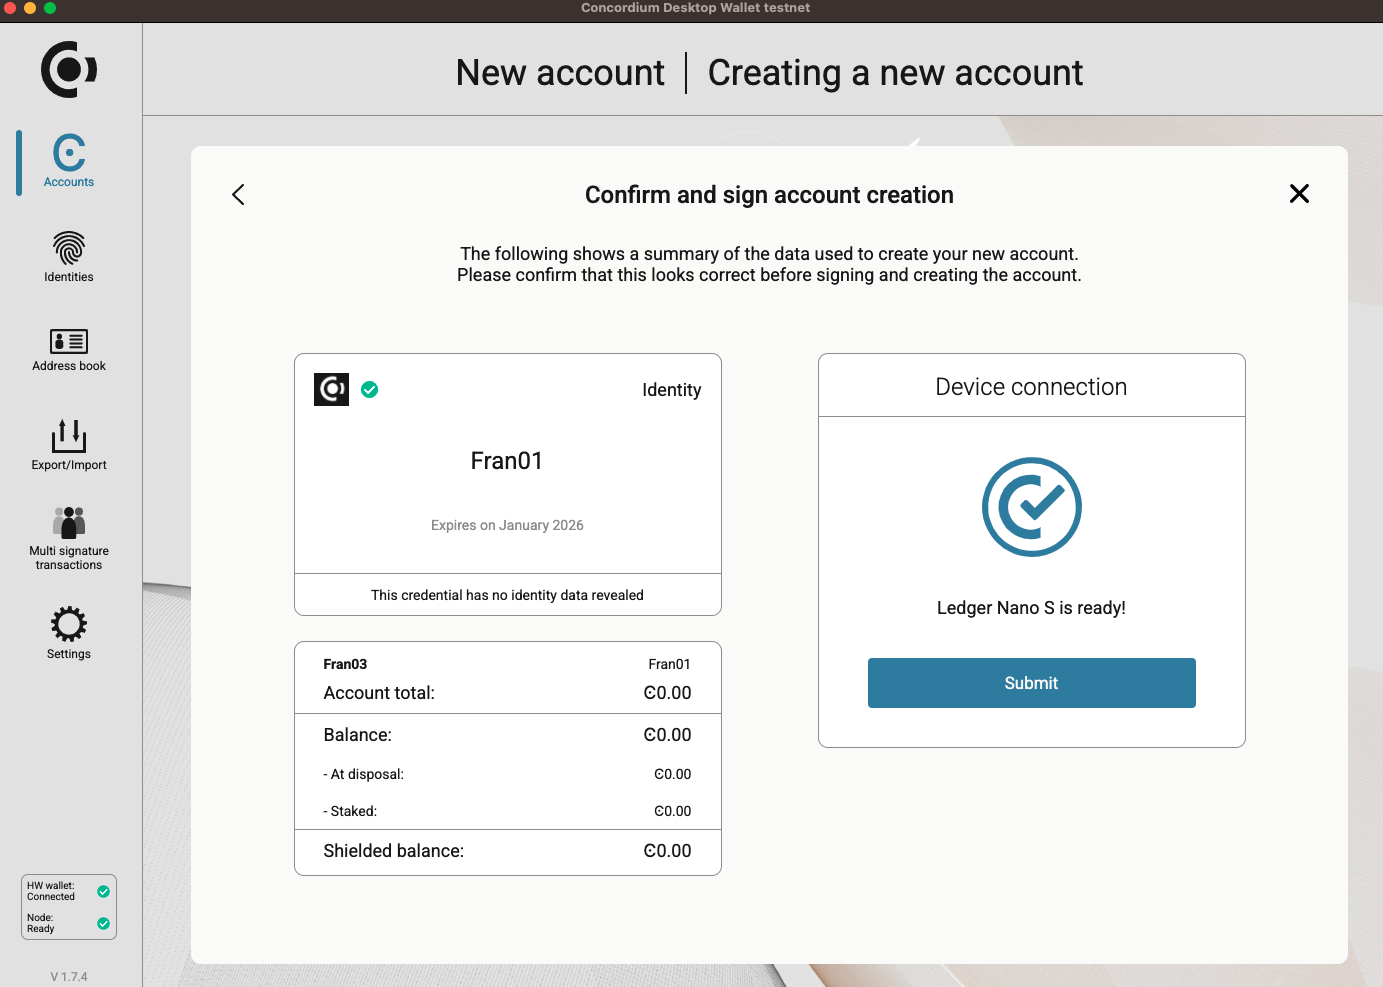 Concordium Desktop Wallet testnet
New account | Creating a new account
Accounts
Identities
Address book
Export/Import
Multi signature
transactions
Settings
HW wallet:
Connected
Node:
Ready
V 1.7.4
Confirm and sign account creation
The following shows a summary of the data used to create your new account.
Please confirm that this looks correct before signing and creating the account.
Identity
Fran01
Expires on January 2026
This credential has no identity data revealed
Fran03 Fran01
Account total: Ͼ0.00
Balance: Ͼ0.00
- At disposal: Ͼ0.00
- Staked: Ͼ0.00
Shielded balance: Ͼ0.00
Device connection
Ledger Nano S is ready!
Submit